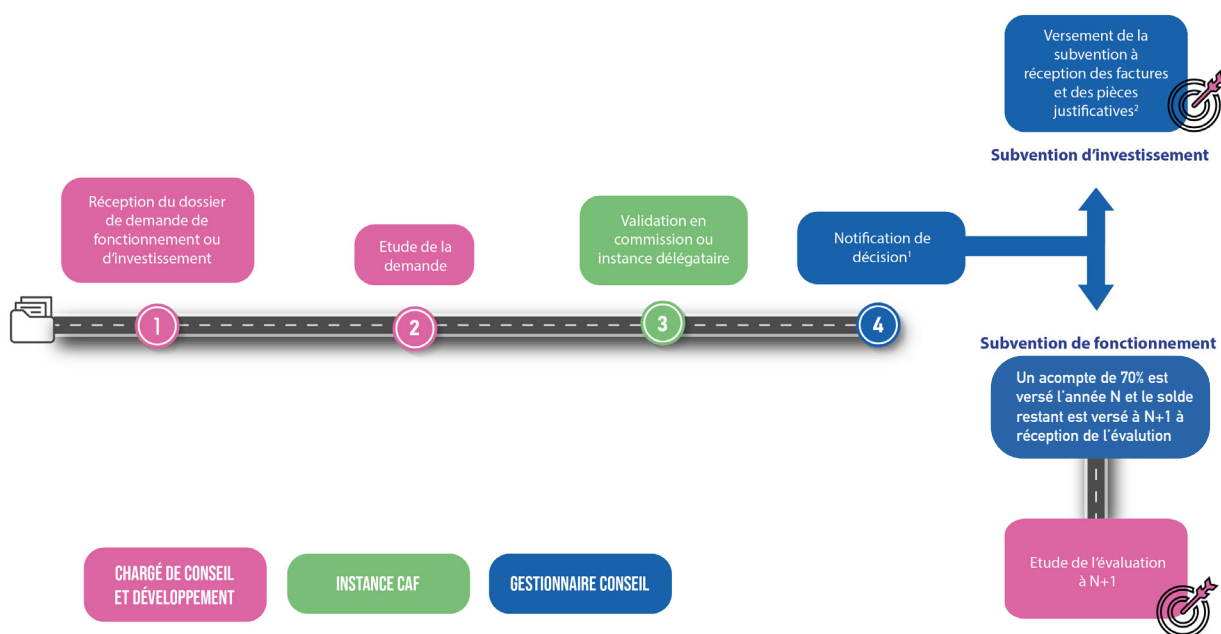 Versement de la
subvention à
réception des factures
et des pièces
justificatives²
Subvention d'investissement
Réception du dossier
de demande de
fonctionnement ou
d'investissement
Etude de la
demande
Validation en
commission ou
instance délégataire
Notification de
décision¹
1
2
3
4
Subvention de fonctionnement
Un acompte de 70% est
versé l'année N et le solde
restant est versé à N+1 à
réception de l'évalution
Etude de l'évaluation
à N+1
CHARGÉ DE CONSEIL
ET DÉVELOPPEMENT
INSTANCE CAF
GESTIONNAIRE CONSEIL